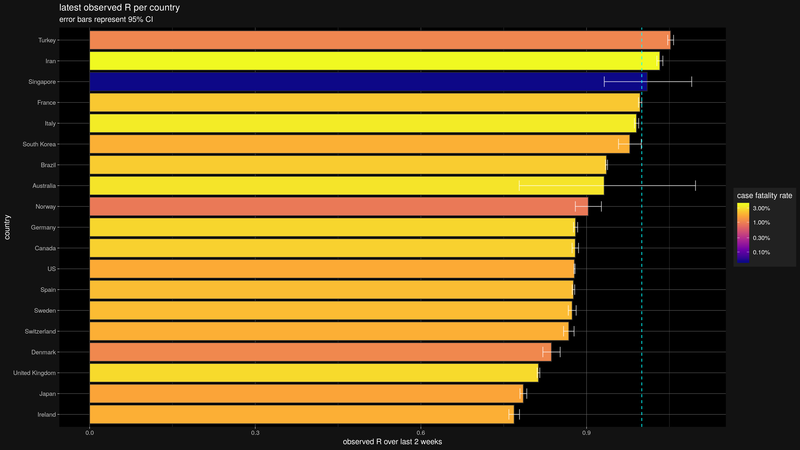 latest observed R per country
error bars represent 95% CI
country
Turkey
Iran
Singapore
France
Italy
South Korea
Brazil
Australia
Norway
Germany
Canada
US
Spain
Sweden
Switzerland
Denmark
United Kingdom
Japan
Ireland
0.0 0.3 0.6 0.9
observed R over last 2 weeks
case fatality rate
3.00%
1.00%
0.30%
0.10%